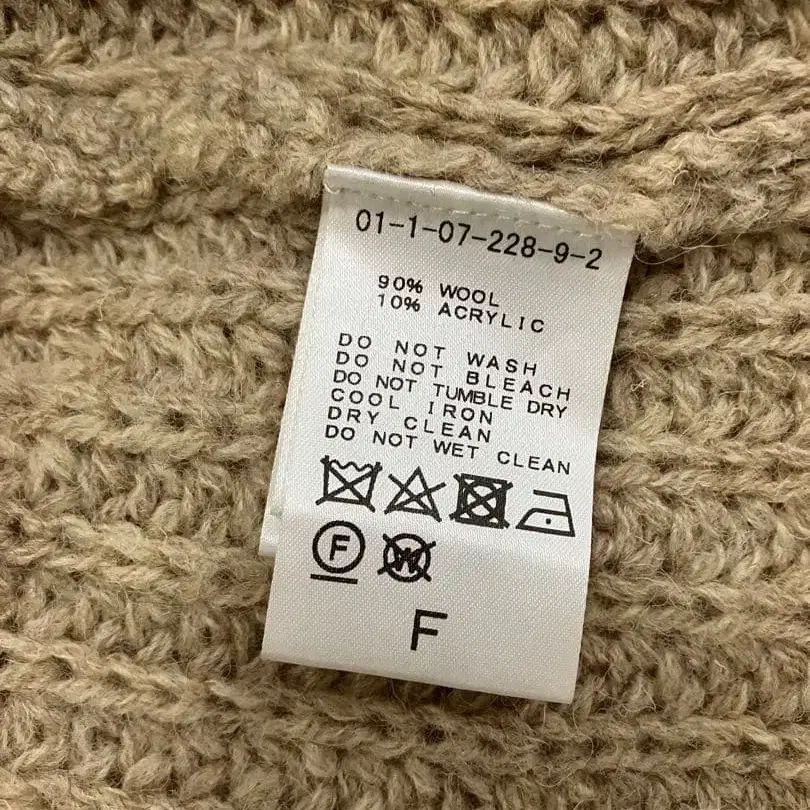 01-1-07-228-9-2
90% WOOL
10% ACRYLIC
DO NOT WASH
DO NOT BLEACH
DO NOT TUMBLE DRY
COOL IRON
DRY CLEAN
DO NOT WET CLEAN
F W
F